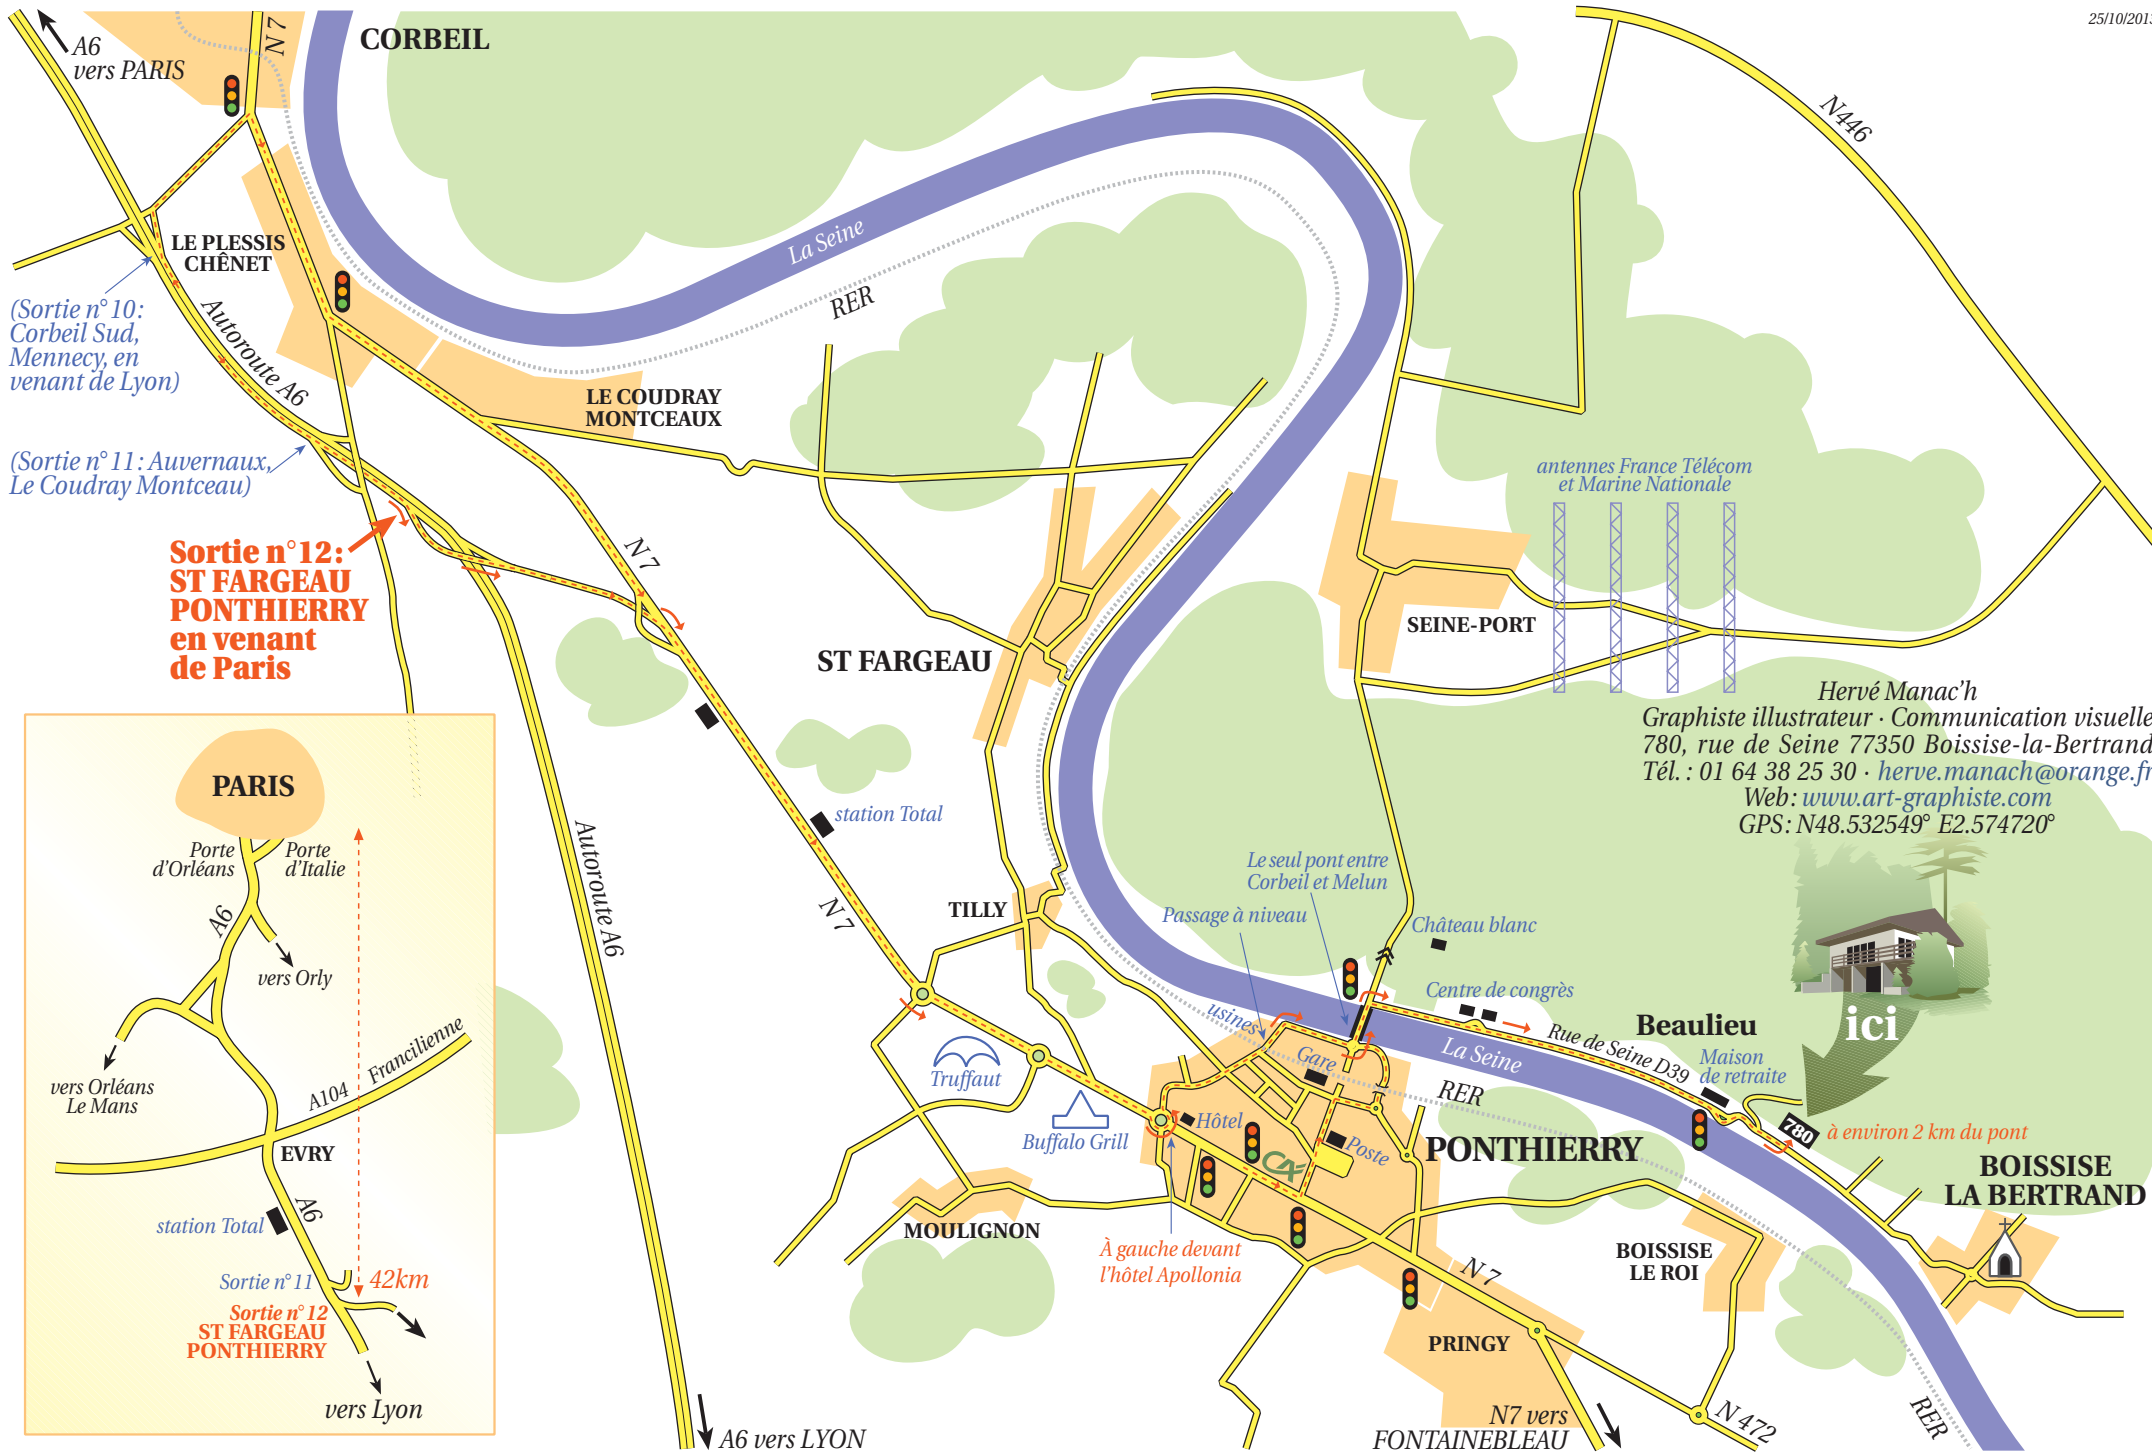 25/10/2013
A6
vers PARIS
N 7
CORBEIL
N446
LE PLESSIS
CHÊNET
La Seine
RER
(Sortie n° 10:
Corbeil Sud,
Mennecy, en
venant de Lyon)
Autoroute A6
LE COUDRAY
MONTCEAUX
(Sortie n° 11: Auvernaux,
Le Coudray Montceau)
antennes France Télécom
et Marine Nationale
Sortie n°12:
ST FARGEAU
PONTHIERRY
en venant
de Paris
N 7
ST FARGEAU
SEINE-PORT
Hervé Manac'h
Graphiste illustrateur · Communication visuelle
780, rue de Seine 77350 Boissise-la-Bertrand
Tél. : 01 64 38 25 30 · herve.manach@orange.fr
Web: www.art-graphiste.com
GPS: N48.532549° E2.574720°
PARIS
Porte
d'Orléans
Porte
d'Italie
A6
vers Orly
vers Orléans
Le Mans
A104
Francilienne
EVRY
A6
station Total
Sortie n° 11
42km
Sortie n° 12
ST FARGEAU
PONTHIERRY
vers Lyon
station Total
Autoroute A6
N 7
TILLY
Le seul pont entre
Corbeil et Melun
Passage à niveau
Château blanc
Centre de congrès
usines
Gare
La Seine
Rue de Seine D39
Beaulieu
ici
Maison
de retraite
Truffaut
RER
Buffalo Grill
Hôtel
Poste
CA
PONTHIERRY
780
à environ 2 km du pont
BOISSISE
LA BERTRAND
MOULIGNON
À gauche devant
l'hôtel Apollonia
BOISSISE
LE ROI
N 7
PRINGY
A6 vers LYON
N7 vers
FONTAINEBLEAU
N 472
RER